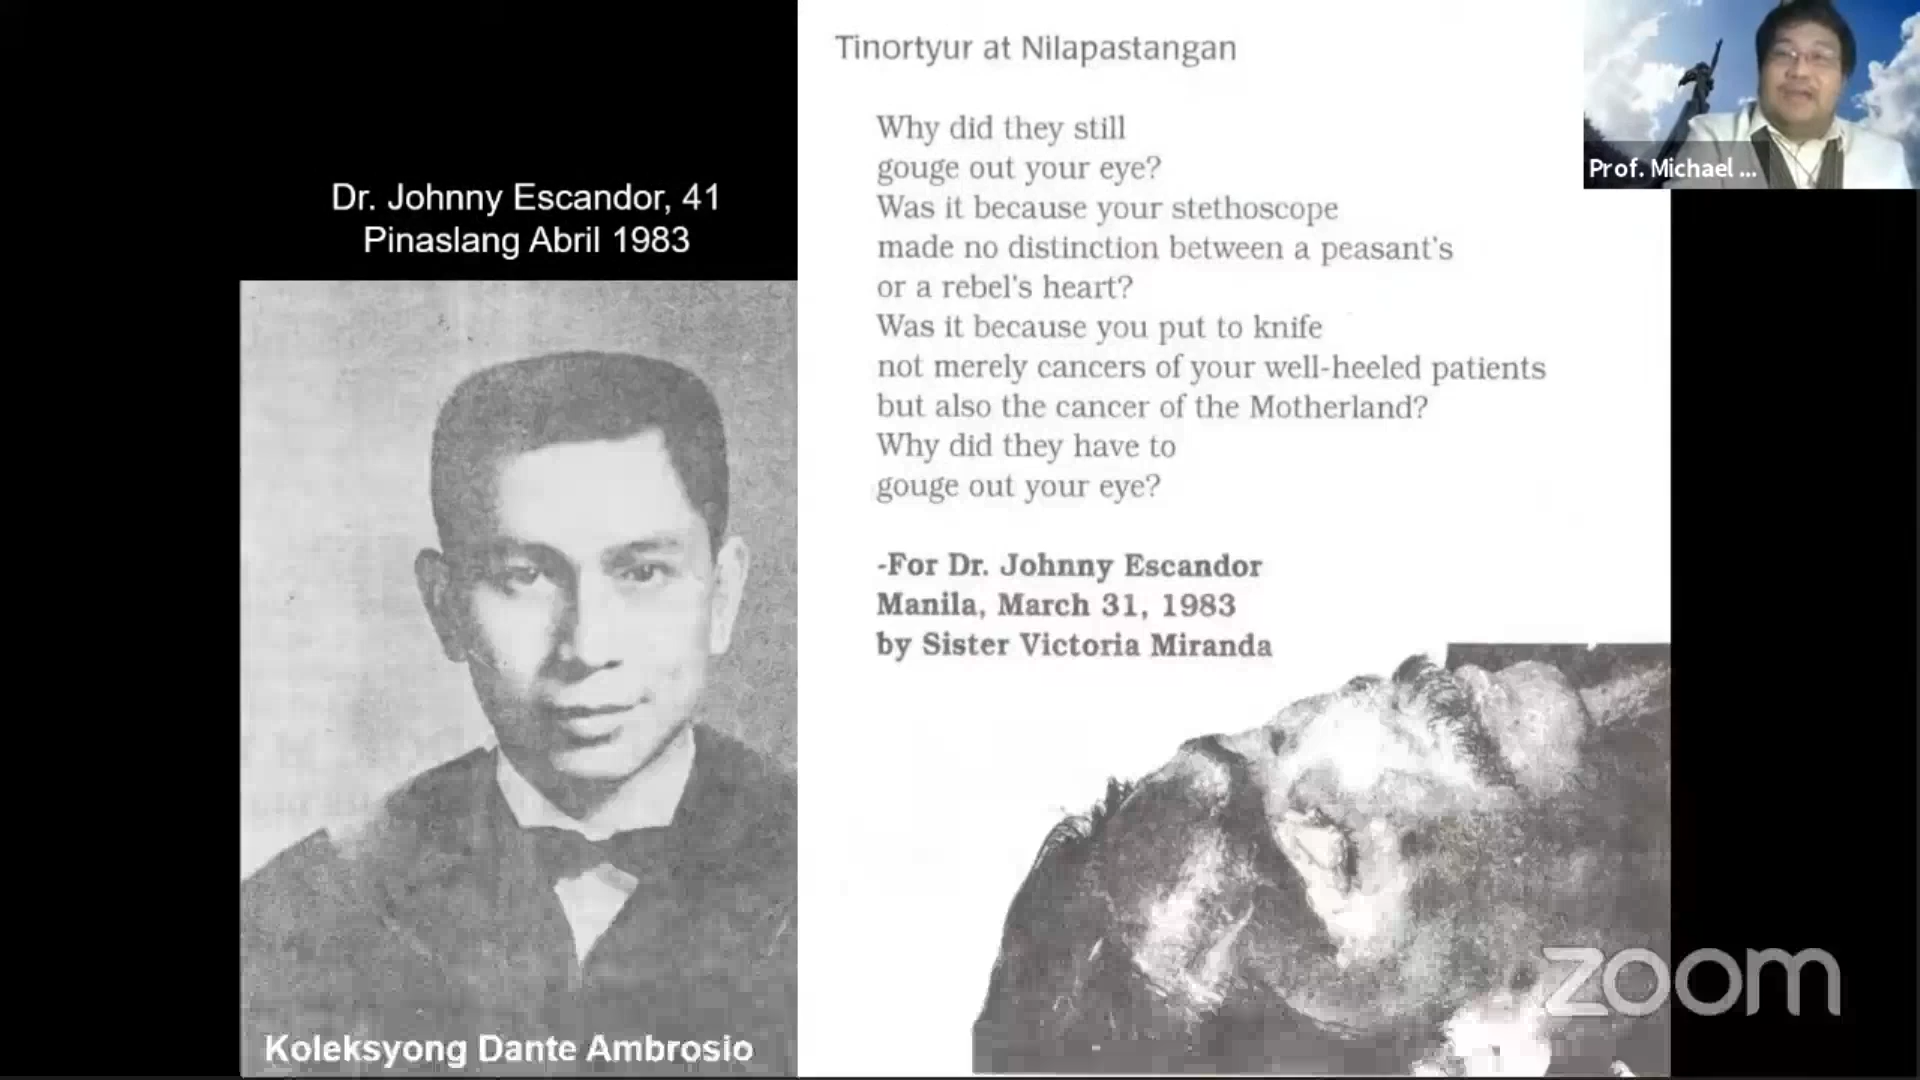 Dr. Johnny Escandor, 41
Pinaslang Abril 1983
Koleksyong Dante Ambrosio
Tinortyur at Nilapastangan
Why did they still
gouge out your eye?
Was it because your stethoscope
made no distinction between a peasant's
or a rebel's heart?
Was it because you put to knife
not merely cancers of your well-heeled patients
but also the cancer of the Motherland?
Why did they have to
gouge out your eye?
-For Dr. Johnny Escandor
Manila, March 31, 1983
by Sister Victoria Miranda
Prof. Michael ...
zoom